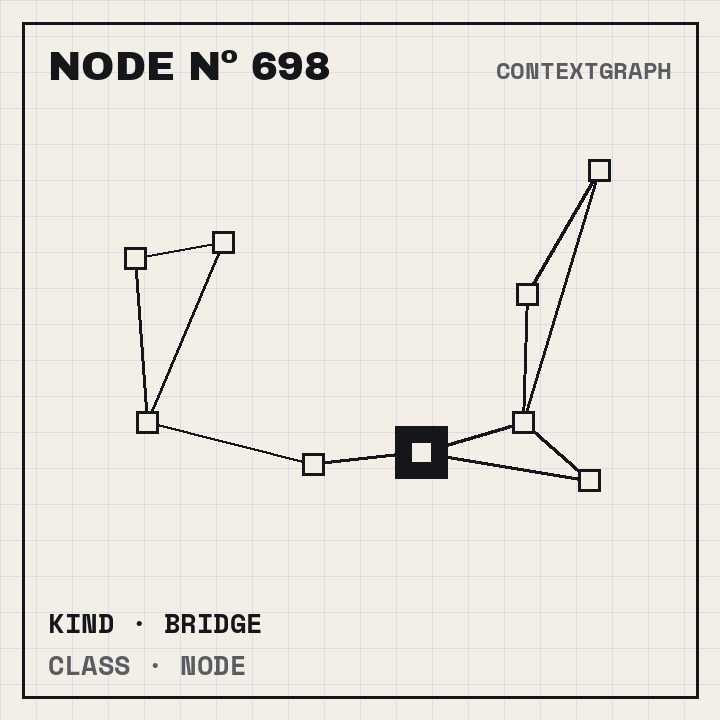 NODE Nº 698
CONTEXTGRAPH
KIND · BRIDGE
CLASS · NODE